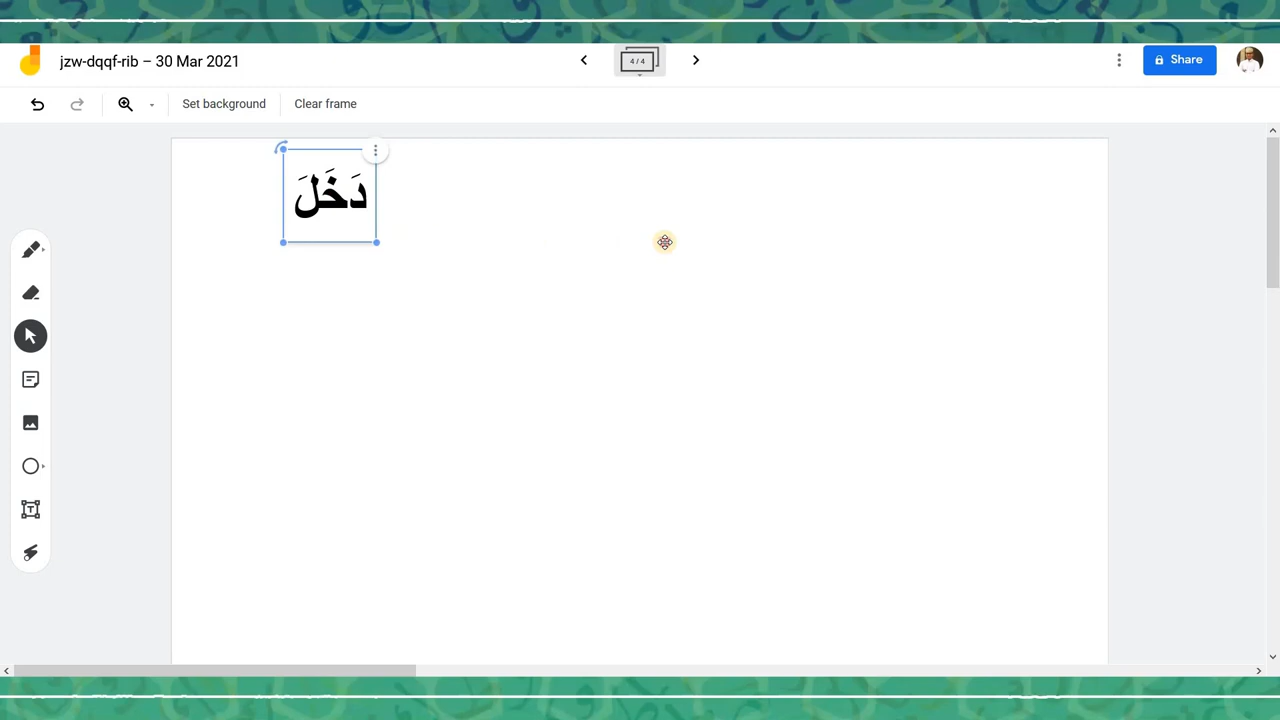 jzw-dqqf-rib – 30 Mar 2021
4 / 4
Share
Set background
Clear frame
دَخَلَ